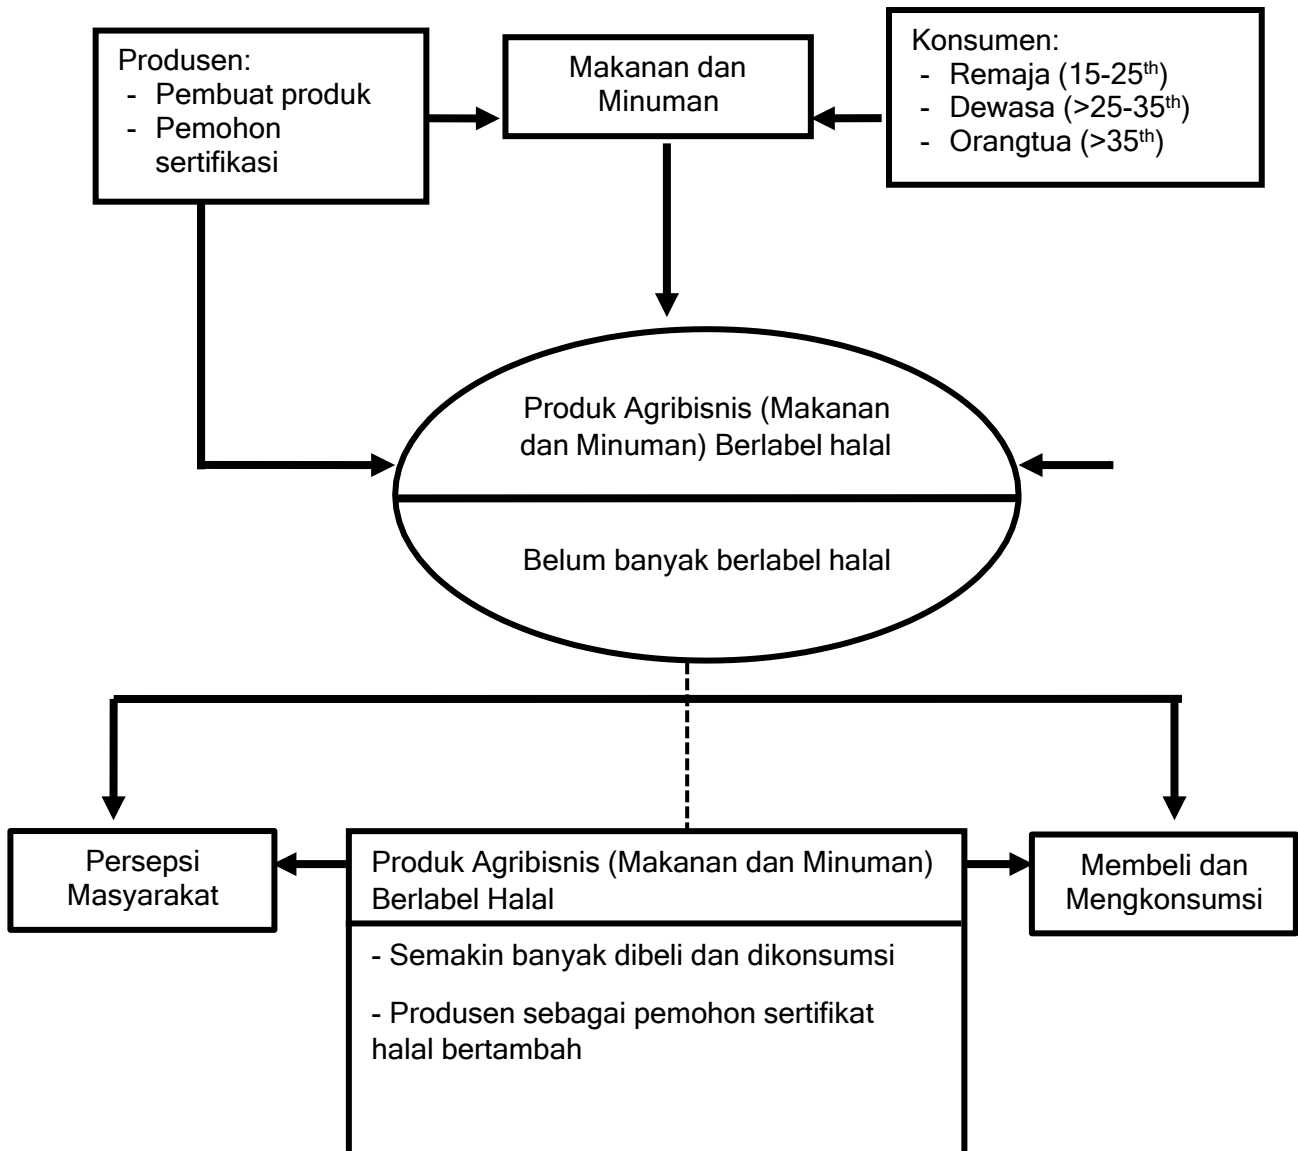 Produsen:
- Pembuat produk
- Pemohon
sertifikasi
Makanan dan
Minuman
Konsumen:
- Remaja (15-25th)
- Dewasa (>25-35th)
- Orangtua (>35th)
Produk Agribisnis (Makanan
dan Minuman) Berlabel halal
Belum banyak berlabel halal
Persepsi
Masyarakat
Produk Agribisnis (Makanan dan Minuman)
Berlabel Halal
- Semakin banyak dibeli dan dikonsumsi
- Produsen sebagai pemohon sertifikat
halal bertambah
Membeli dan
Mengkonsumsi